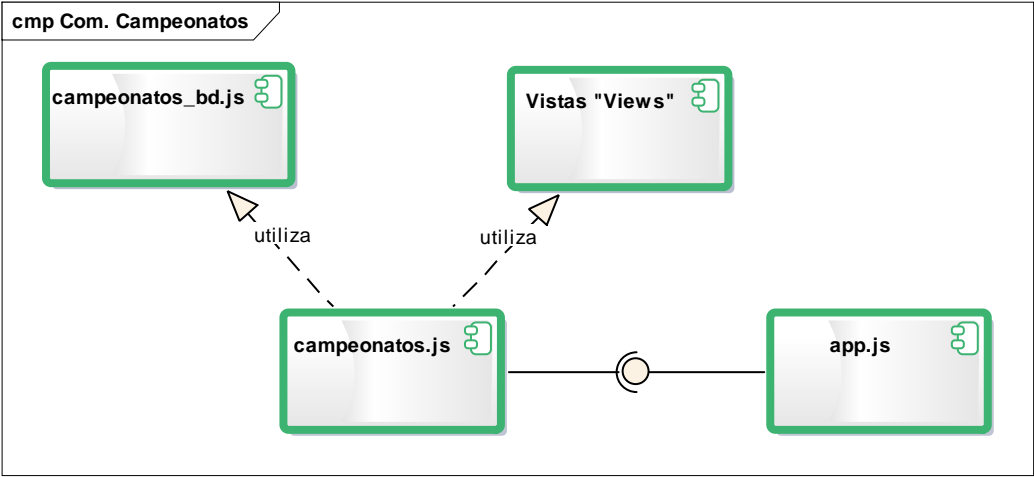 cmp Com. Campeonatos
campeonatos_bd.js
Vistas "Views"
utiliza
utiliza
campeonatos.js
app.js